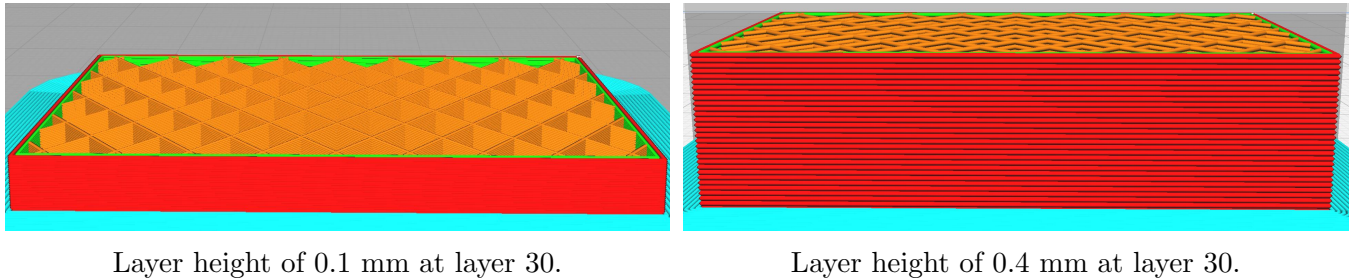 Layer height of 0.1 mm at layer 30.
Layer height of 0.4 mm at layer 30.